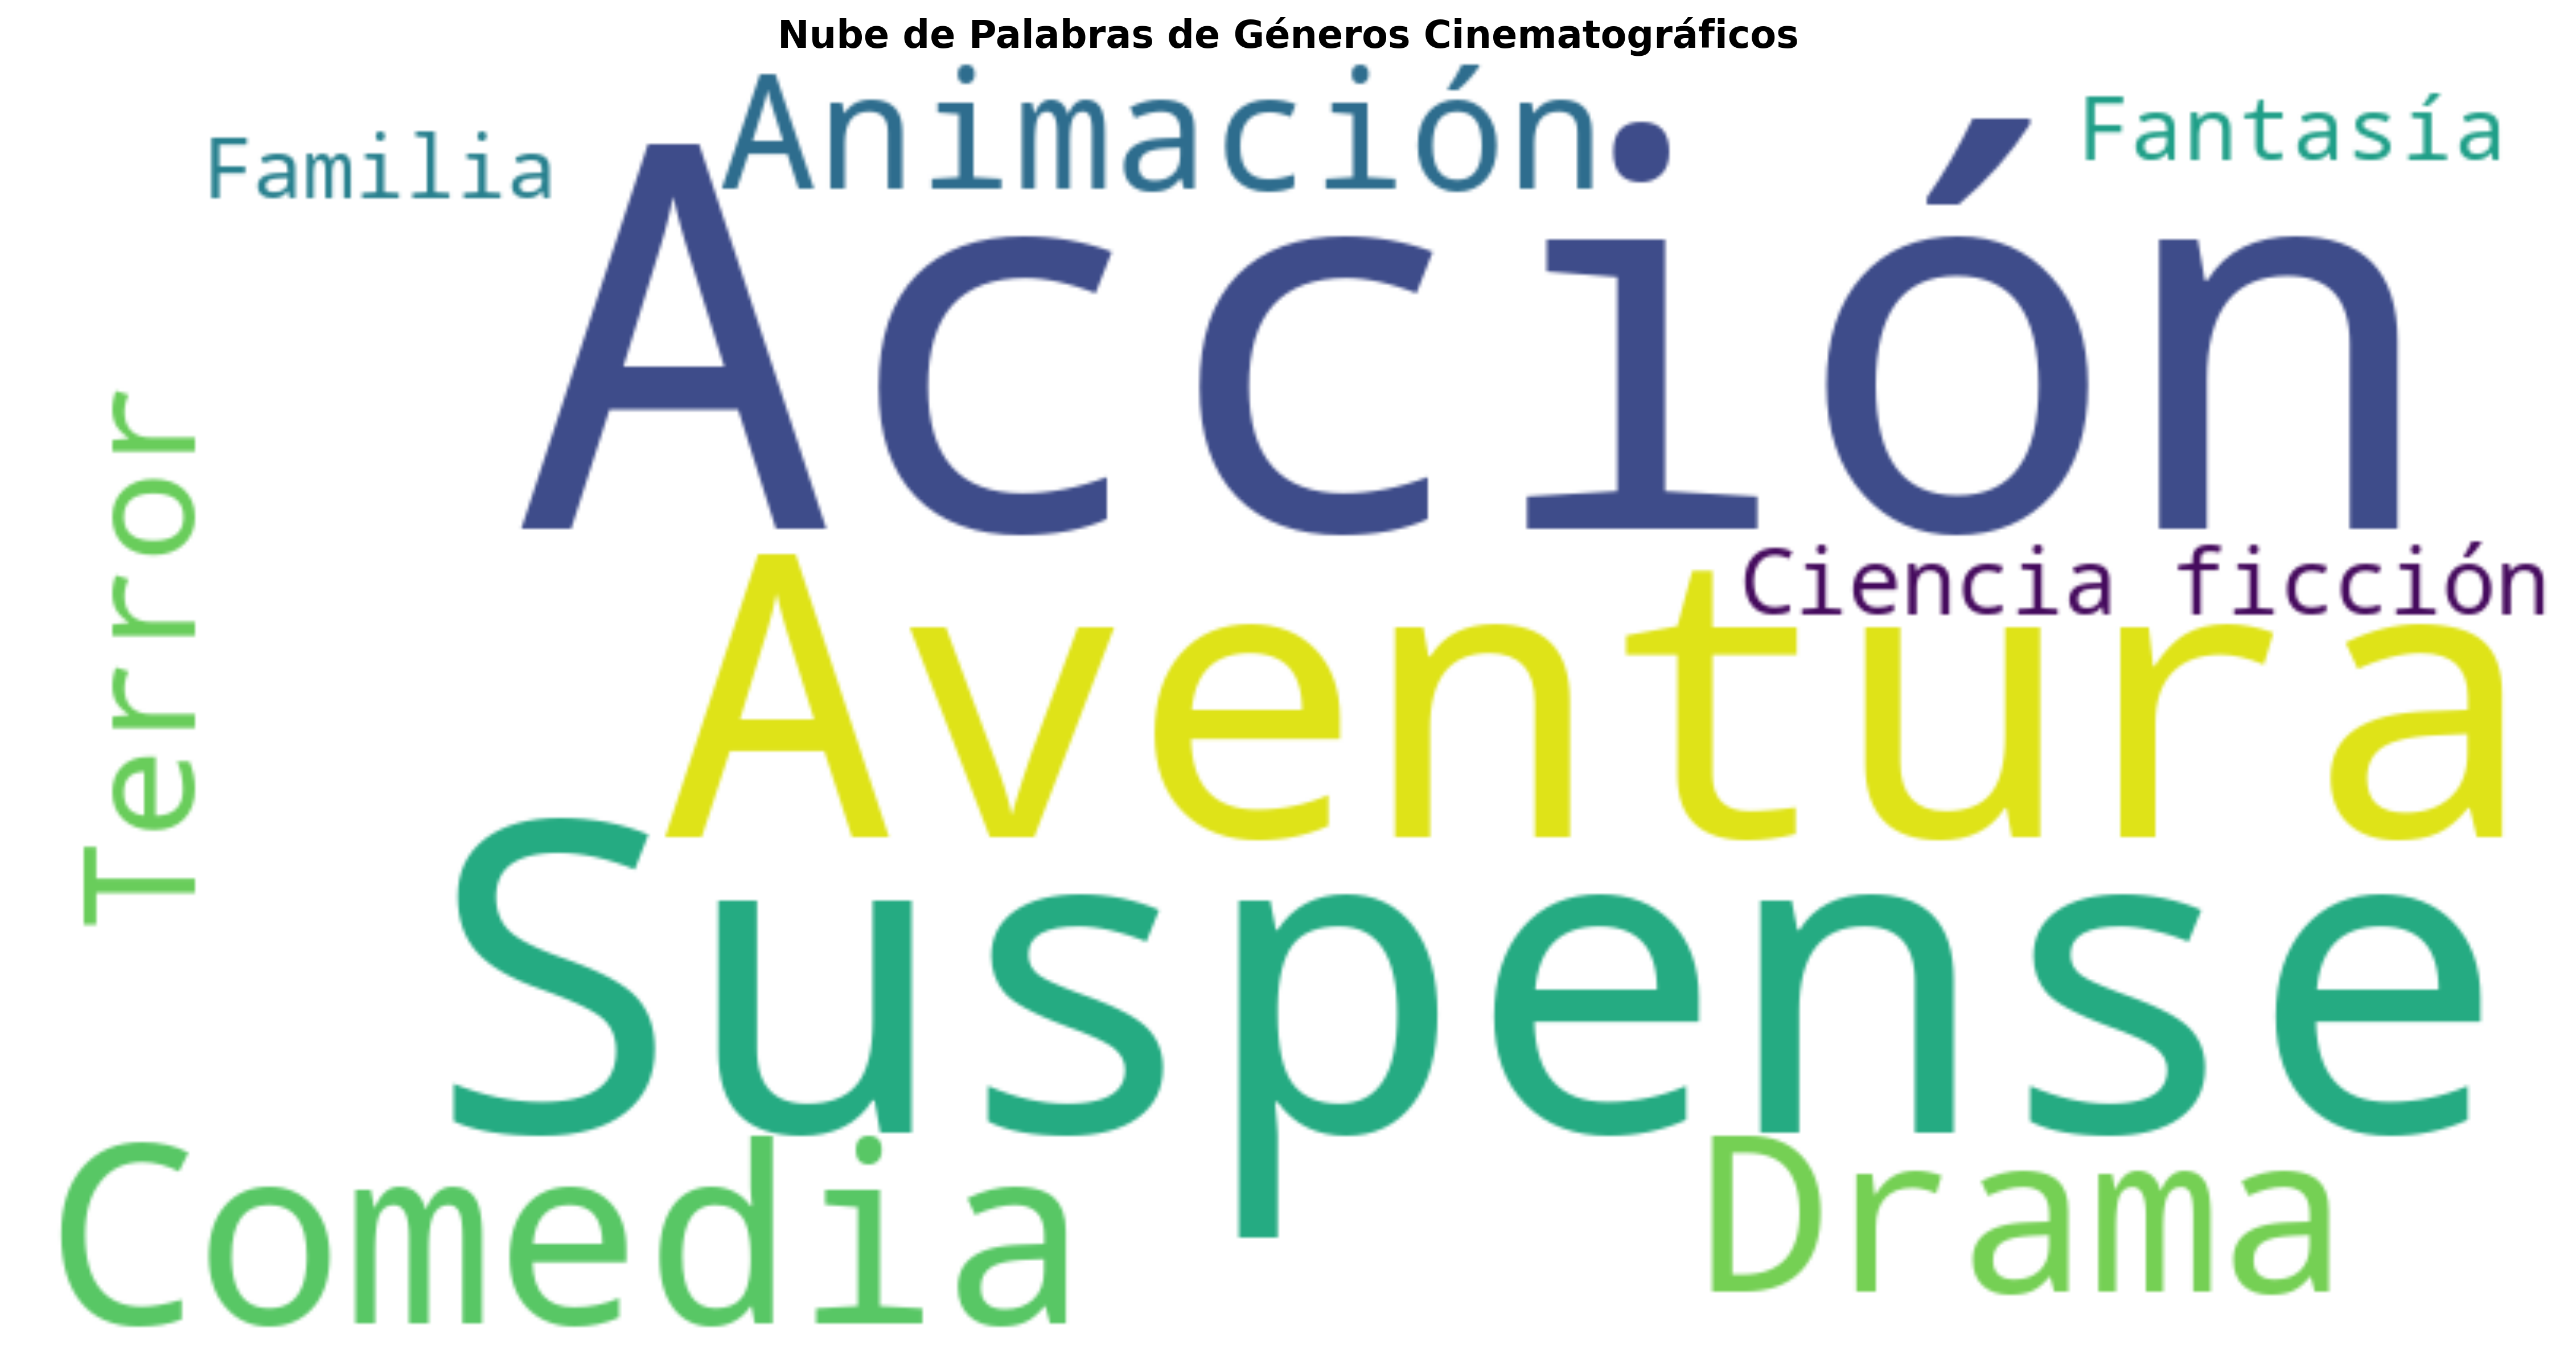 Nube de Palabras de Géneros Cinematográficos
Animación
Familia
Fantasía
Acción
Terror
Ciencia ficción
Aventura
Suspense
Comedia
Drama